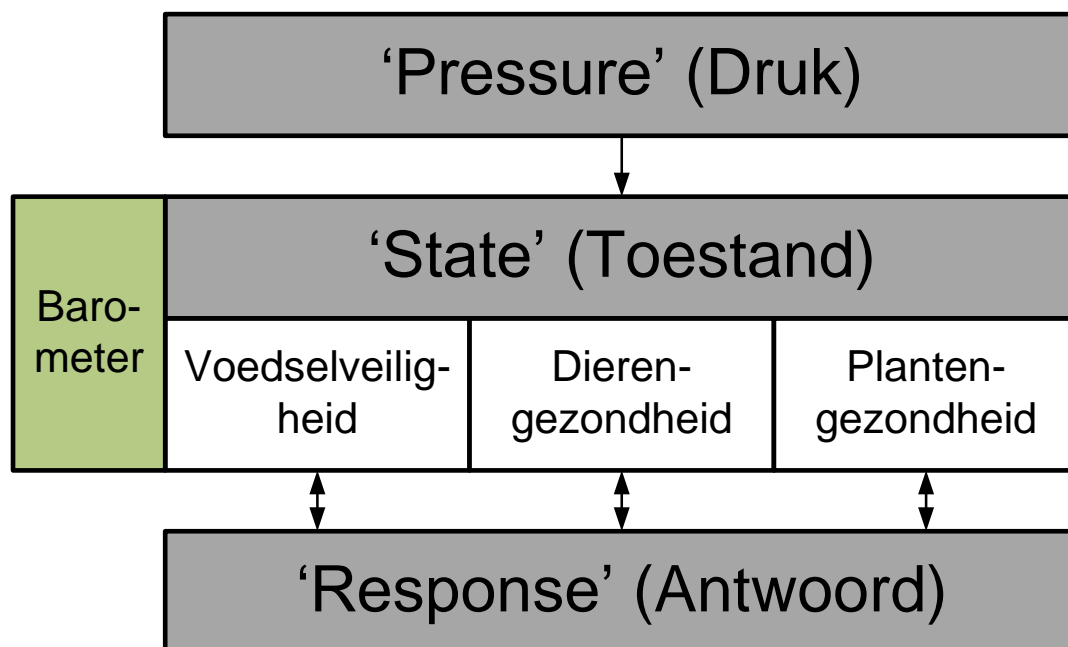 ‘Pressure’ (Druk)
‘State’ (Toestand)
Baro-
meter
Voedselveilig-
heid
Dieren-
gezondheid
Planten-
gezondheid
‘Response’ (Antwoord)